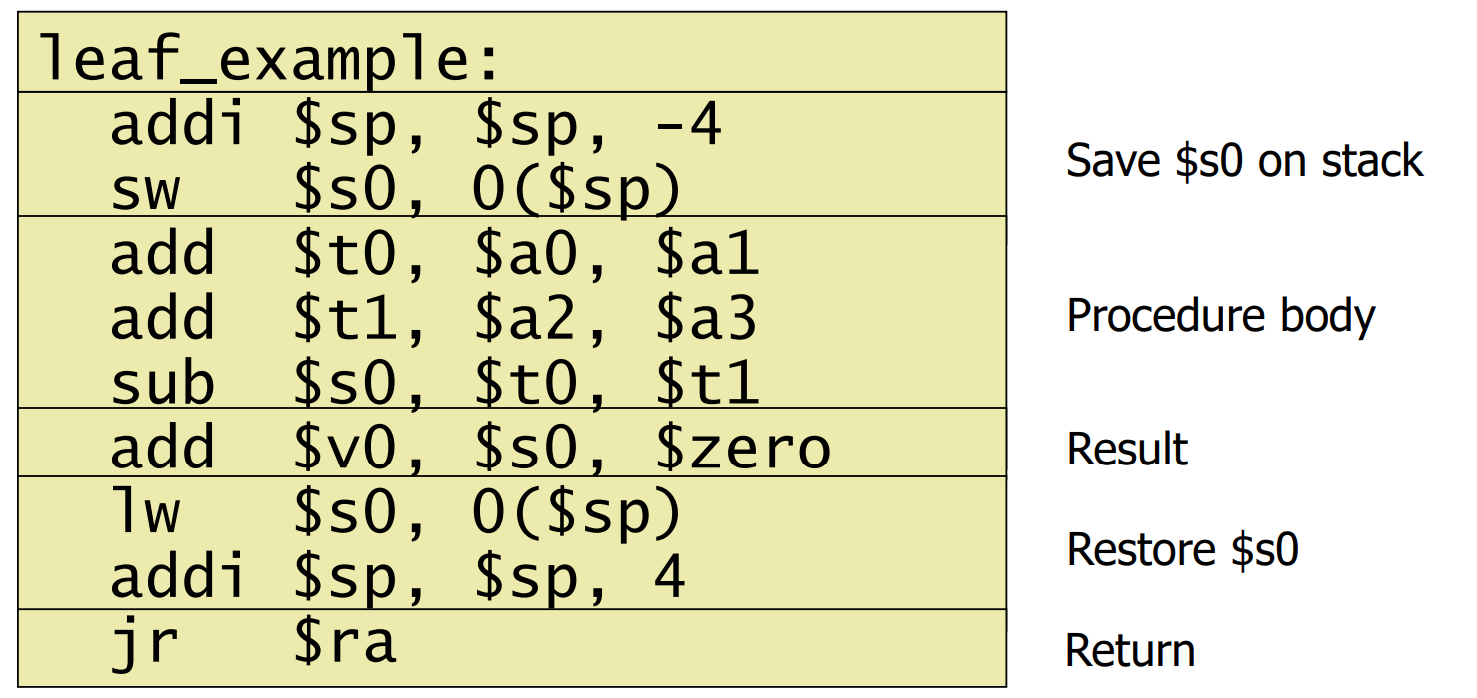 leaf_example:
addi $sp, $sp, -4
sw $s0, 0($sp)
Save $s0 on stack
add $t0, $a0, $a1
add $t1, $a2, $a3
sub $s0, $t0, $t1
Procedure body
add $v0, $s0, $zero
Result
lw $s0, 0($sp)
addi $sp, $sp, 4
Restore $s0
jr $ra
Return